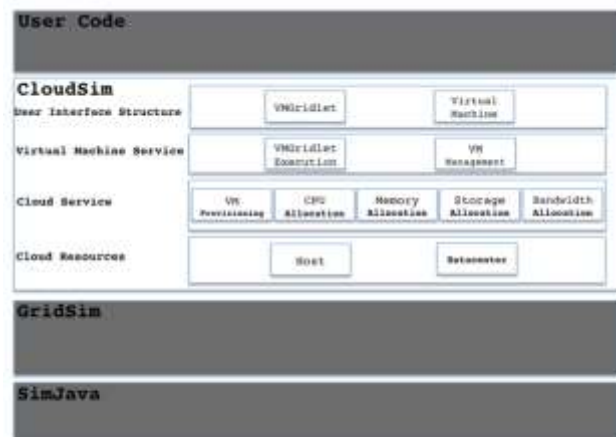 User Code
CloudSim
User Interface Structure
VMGridlet
Virtual
Machine
Virtual Machine Service
VMGridlet
Execution
VM
Management
Cloud Service
VM
Provisioning
CPU
Allocation
Memory
Allocation
Storage
Allocation
Bandwidth
Allocation
Cloud Resources
Host
Datacenter
GridSim
SimJava